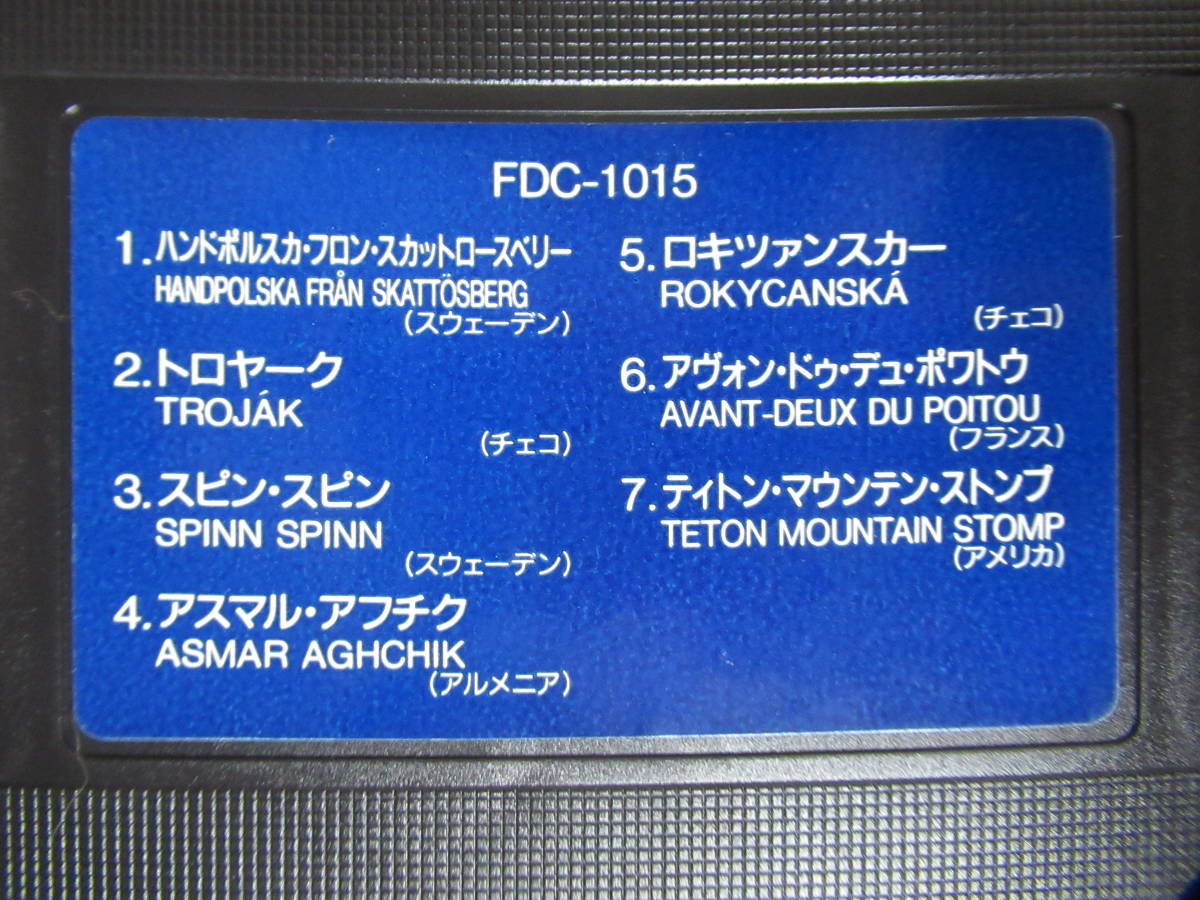 FDC-1015
1.ハンドポルスカ・フロン・スカットロースベリー
HANDPOLSKA FRÅN SKATTÖSBERG
(スウェーデン)
2.トロヤーク
TROJÁK
(チェコ)
3.スピン・スピン
SPINN SPINN
(スウェーデン)
4.アスマル・アフチク
ASMAR AGHCHIK
(アルメニア)
5.ロキツァンスカー
ROKYCANSKÁ
(チェコ)
6.アヴォン・ドゥ・デュ・ポワトウ
AVANT-DEUX DU POITOU
(フランス)
7.ティトン・マウンテン・ストンプ
TETON MOUNTAIN STOMP
(アメリカ)